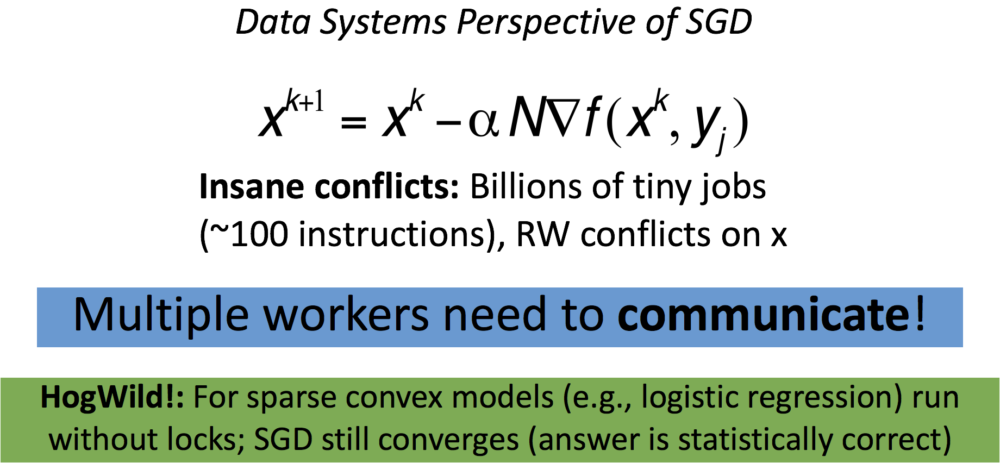 Data Systems Perspective of SGD
x^{k+1} = x^k − α N∇f(x^k, y_j)
Insane conflicts: Billions of tiny jobs
(~100 instructions), RW conflicts on x
Multiple workers need to communicate!
HogWild!: For sparse convex models (e.g., logistic regression) run
without locks; SGD still converges (answer is statistically correct)